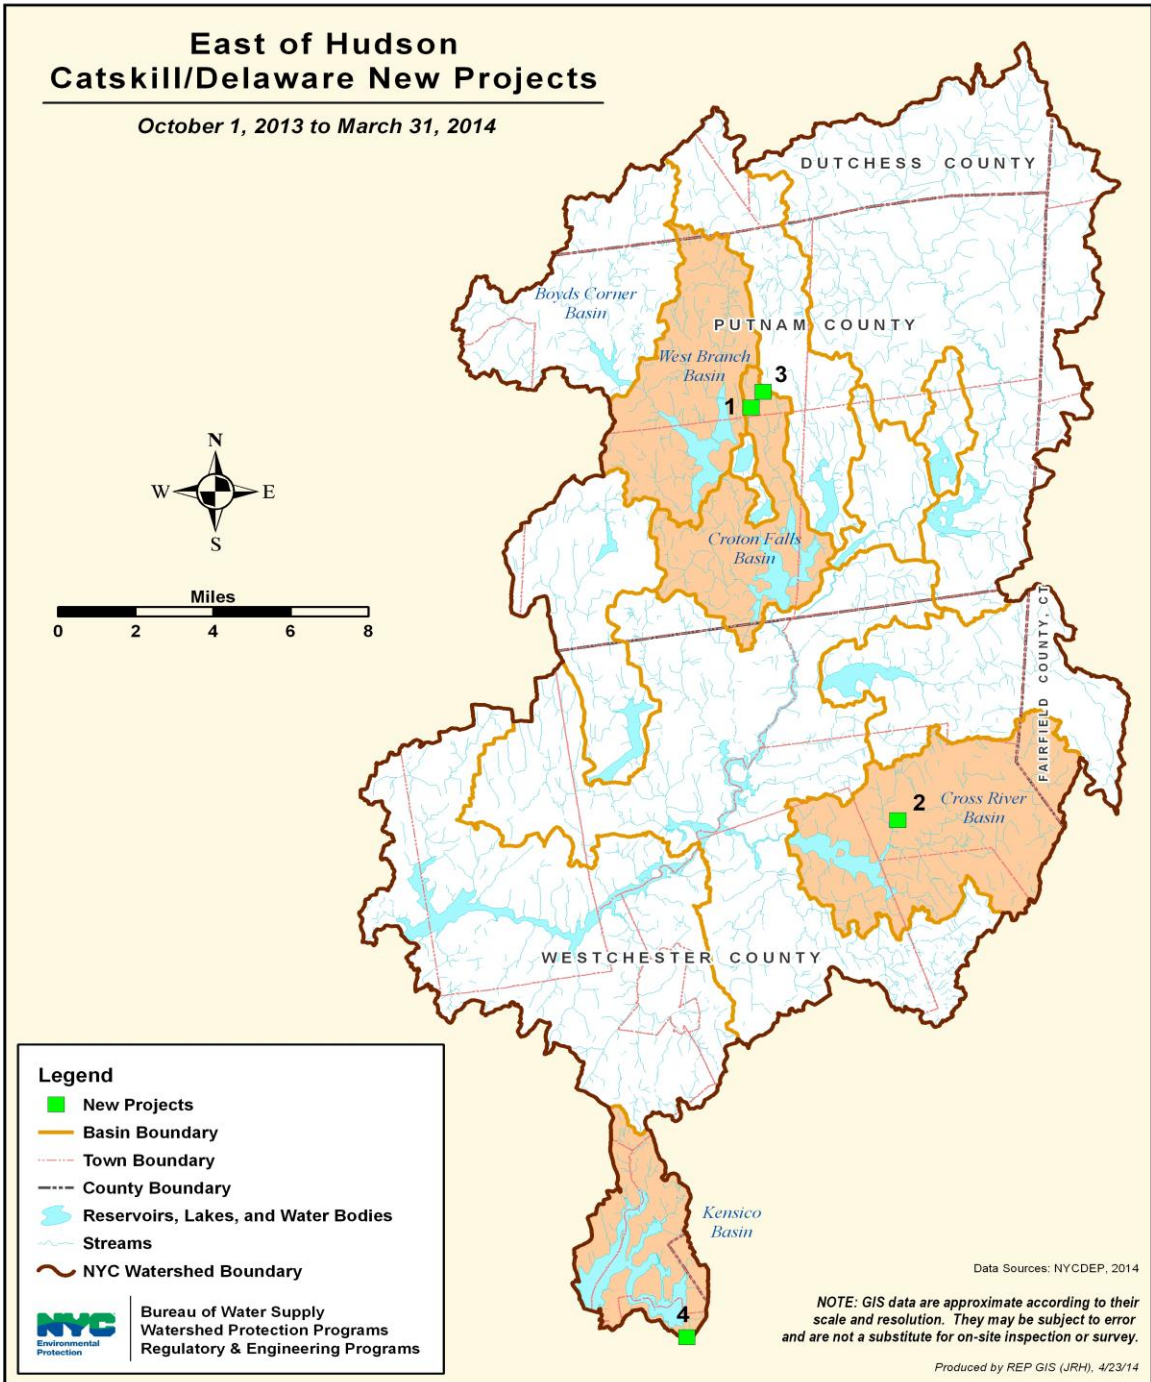 East of Hudson
Catskill/Delaware New Projects
October 1, 2013 to March 31, 2014
DUTCHESS COUNTY
Boyds Corner
Basin
PUTNAM COUNTY
West Branch
Basin
3
1
N
W
E
S
Croton Falls
Basin
Miles
0 2 4 6 8
FAIRFIELD COUNTY, CT
2
Cross River
Basin
WESTCHESTER COUNTY
Legend
New Projects
Basin Boundary
Town Boundary
County Boundary
Reservoirs, Lakes, and Water Bodies
Streams
NYC Watershed Boundary
NYC
Environmental
Protection
Bureau of Water Supply
Watershed Protection Programs
Regulatory & Engineering Programs
Kensico
Basin
4
Data Sources: NYCDEP, 2014
NOTE: GIS data are approximate according to their
scale and resolution. They may be subject to error
and are not a substitute for on-site inspection or survey.
Produced by REP GIS (JRH), 4/23/14